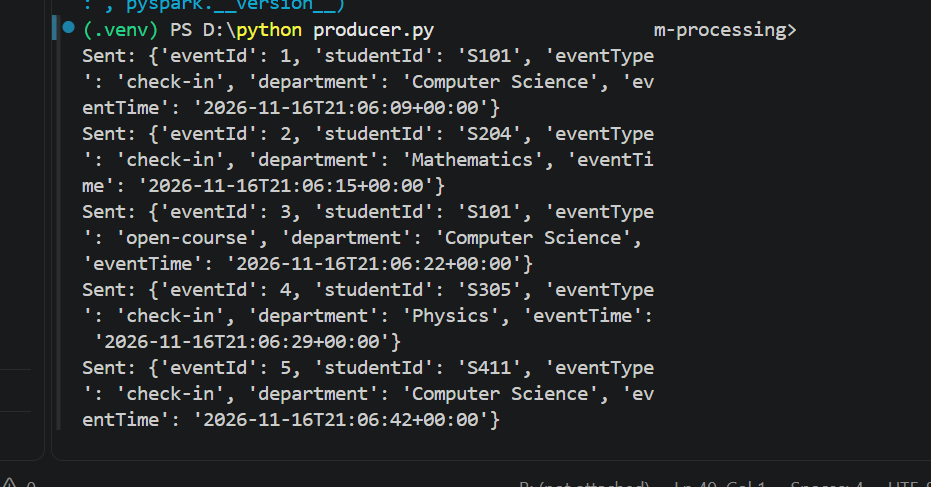 : , pyspark.__version__)
(.venv) PS D:\python producer.py m-processing>
Sent: {'eventId': 1, 'studentId': 'S101', 'eventType
': 'check-in', 'department': 'Computer Science', 'ev
entTime': '2026-11-16T21:06:09+00:00'}
Sent: {'eventId': 2, 'studentId': 'S204', 'eventType
': 'check-in', 'department': 'Mathematics', 'eventTi
me': '2026-11-16T21:06:15+00:00'}
Sent: {'eventId': 3, 'studentId': 'S101', 'eventType
': 'open-course', 'department': 'Computer Science',
'eventTime': '2026-11-16T21:06:22+00:00'}
Sent: {'eventId': 4, 'studentId': 'S305', 'eventType
': 'check-in', 'department': 'Physics', 'eventTime':
'2026-11-16T21:06:29+00:00'}
Sent: {'eventId': 5, 'studentId': 'S411', 'eventType
': 'check-in', 'department': 'Computer Science', 'ev
entTime': '2026-11-16T21:06:42+00:00'}
(not attached) Ln 40, Col 1 Spaces: 4